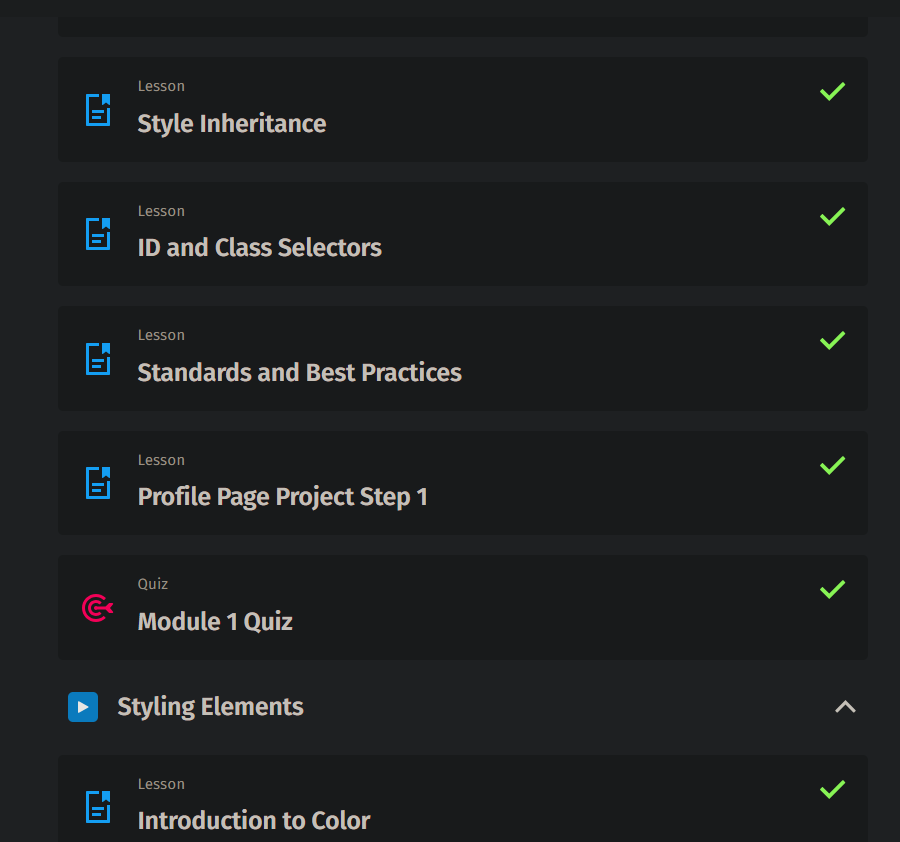 Lesson
Style Inheritance
Lesson
ID and Class Selectors
Lesson
Standards and Best Practices
Lesson
Profile Page Project Step 1
Quiz
Module 1 Quiz
Styling Elements
Lesson
Introduction to Color